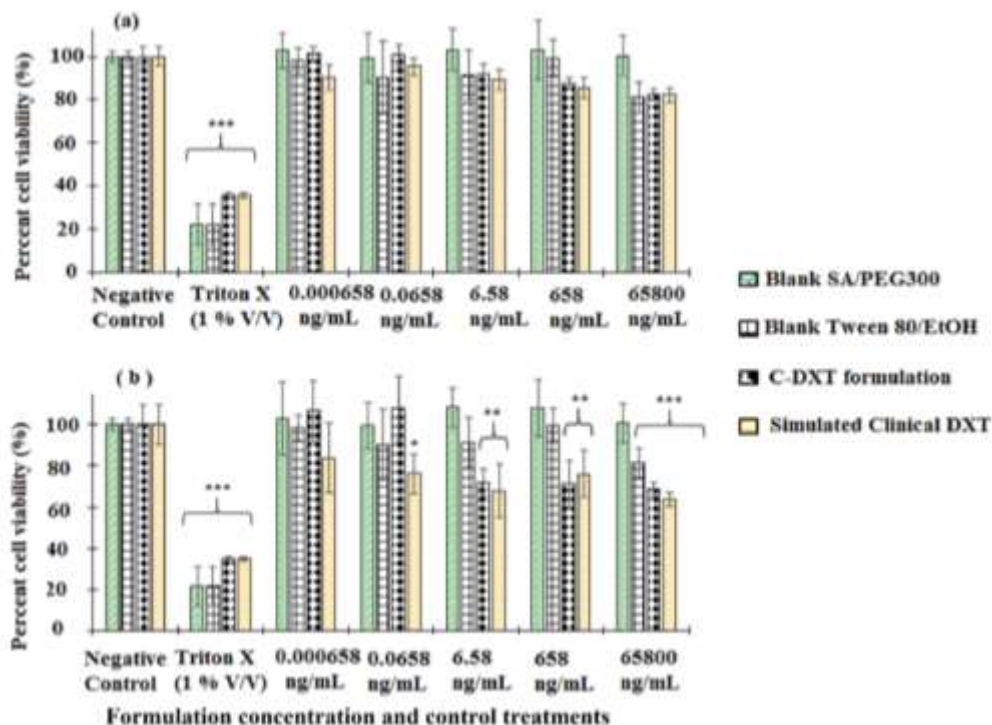 (a)
Percent cell viability (%)
100
80
60
40
20
0
***
Negative Control
Triton X (1 % V/V)
0.000658 ng/mL
0.0658 ng/mL
6.58 ng/mL
658 ng/mL
65800 ng/mL
Blank SA/PEG300
Blank Tween 80/EtOH
C-DXT formulation
Simulated Clinical DXT
( b )
Percent cell viability (%)
100
80
60
40
20
0
***
*
**
**
***
Negative Control
Triton X (1 % V/V)
0.000658 ng/mL
0.0658 ng/mL
6.58 ng/mL
658 ng/mL
65800 ng/mL
Formulation concentration and control treatments